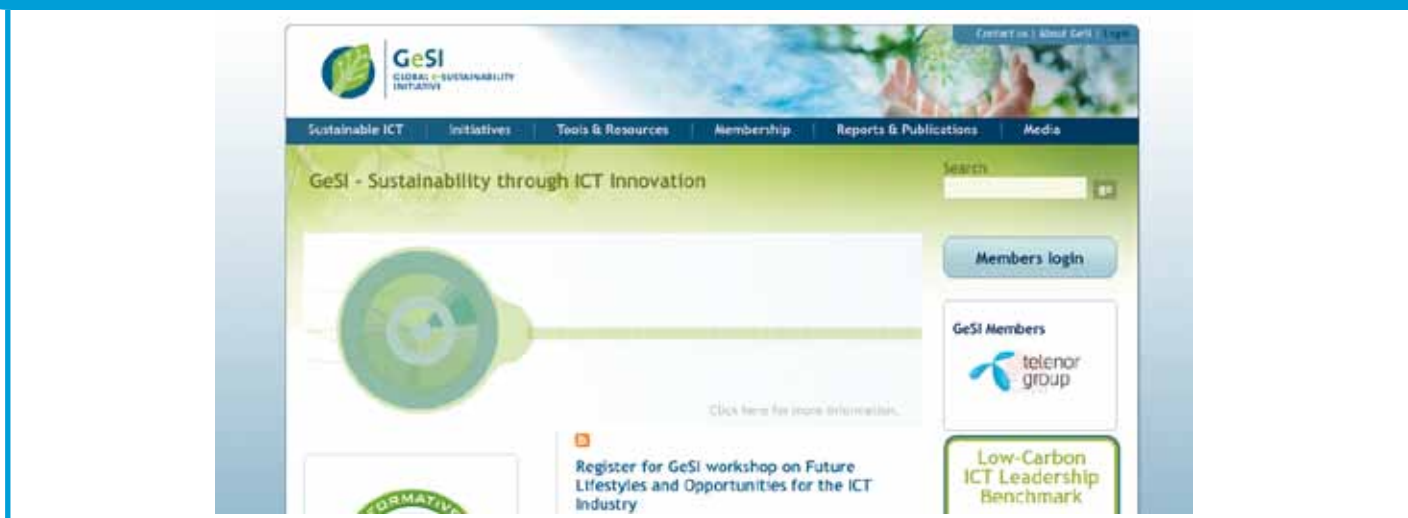 Contact us | About GeSI | Login
GeSI
GLOBAL e-SUSTAINABILITY
INITIATIVE
Sustainable ICT | Initiatives | Tools & Resources | Membership | Reports & Publications | Media
GeSI - Sustainability through ICT Innovation
Search
go
Members login
GeSI Members
telenor
group
Click here for more information.
Register for GeSI workshop on Future
Lifestyles and Opportunities for the ICT
Industry
Low-Carbon
ICT Leadership
Benchmark